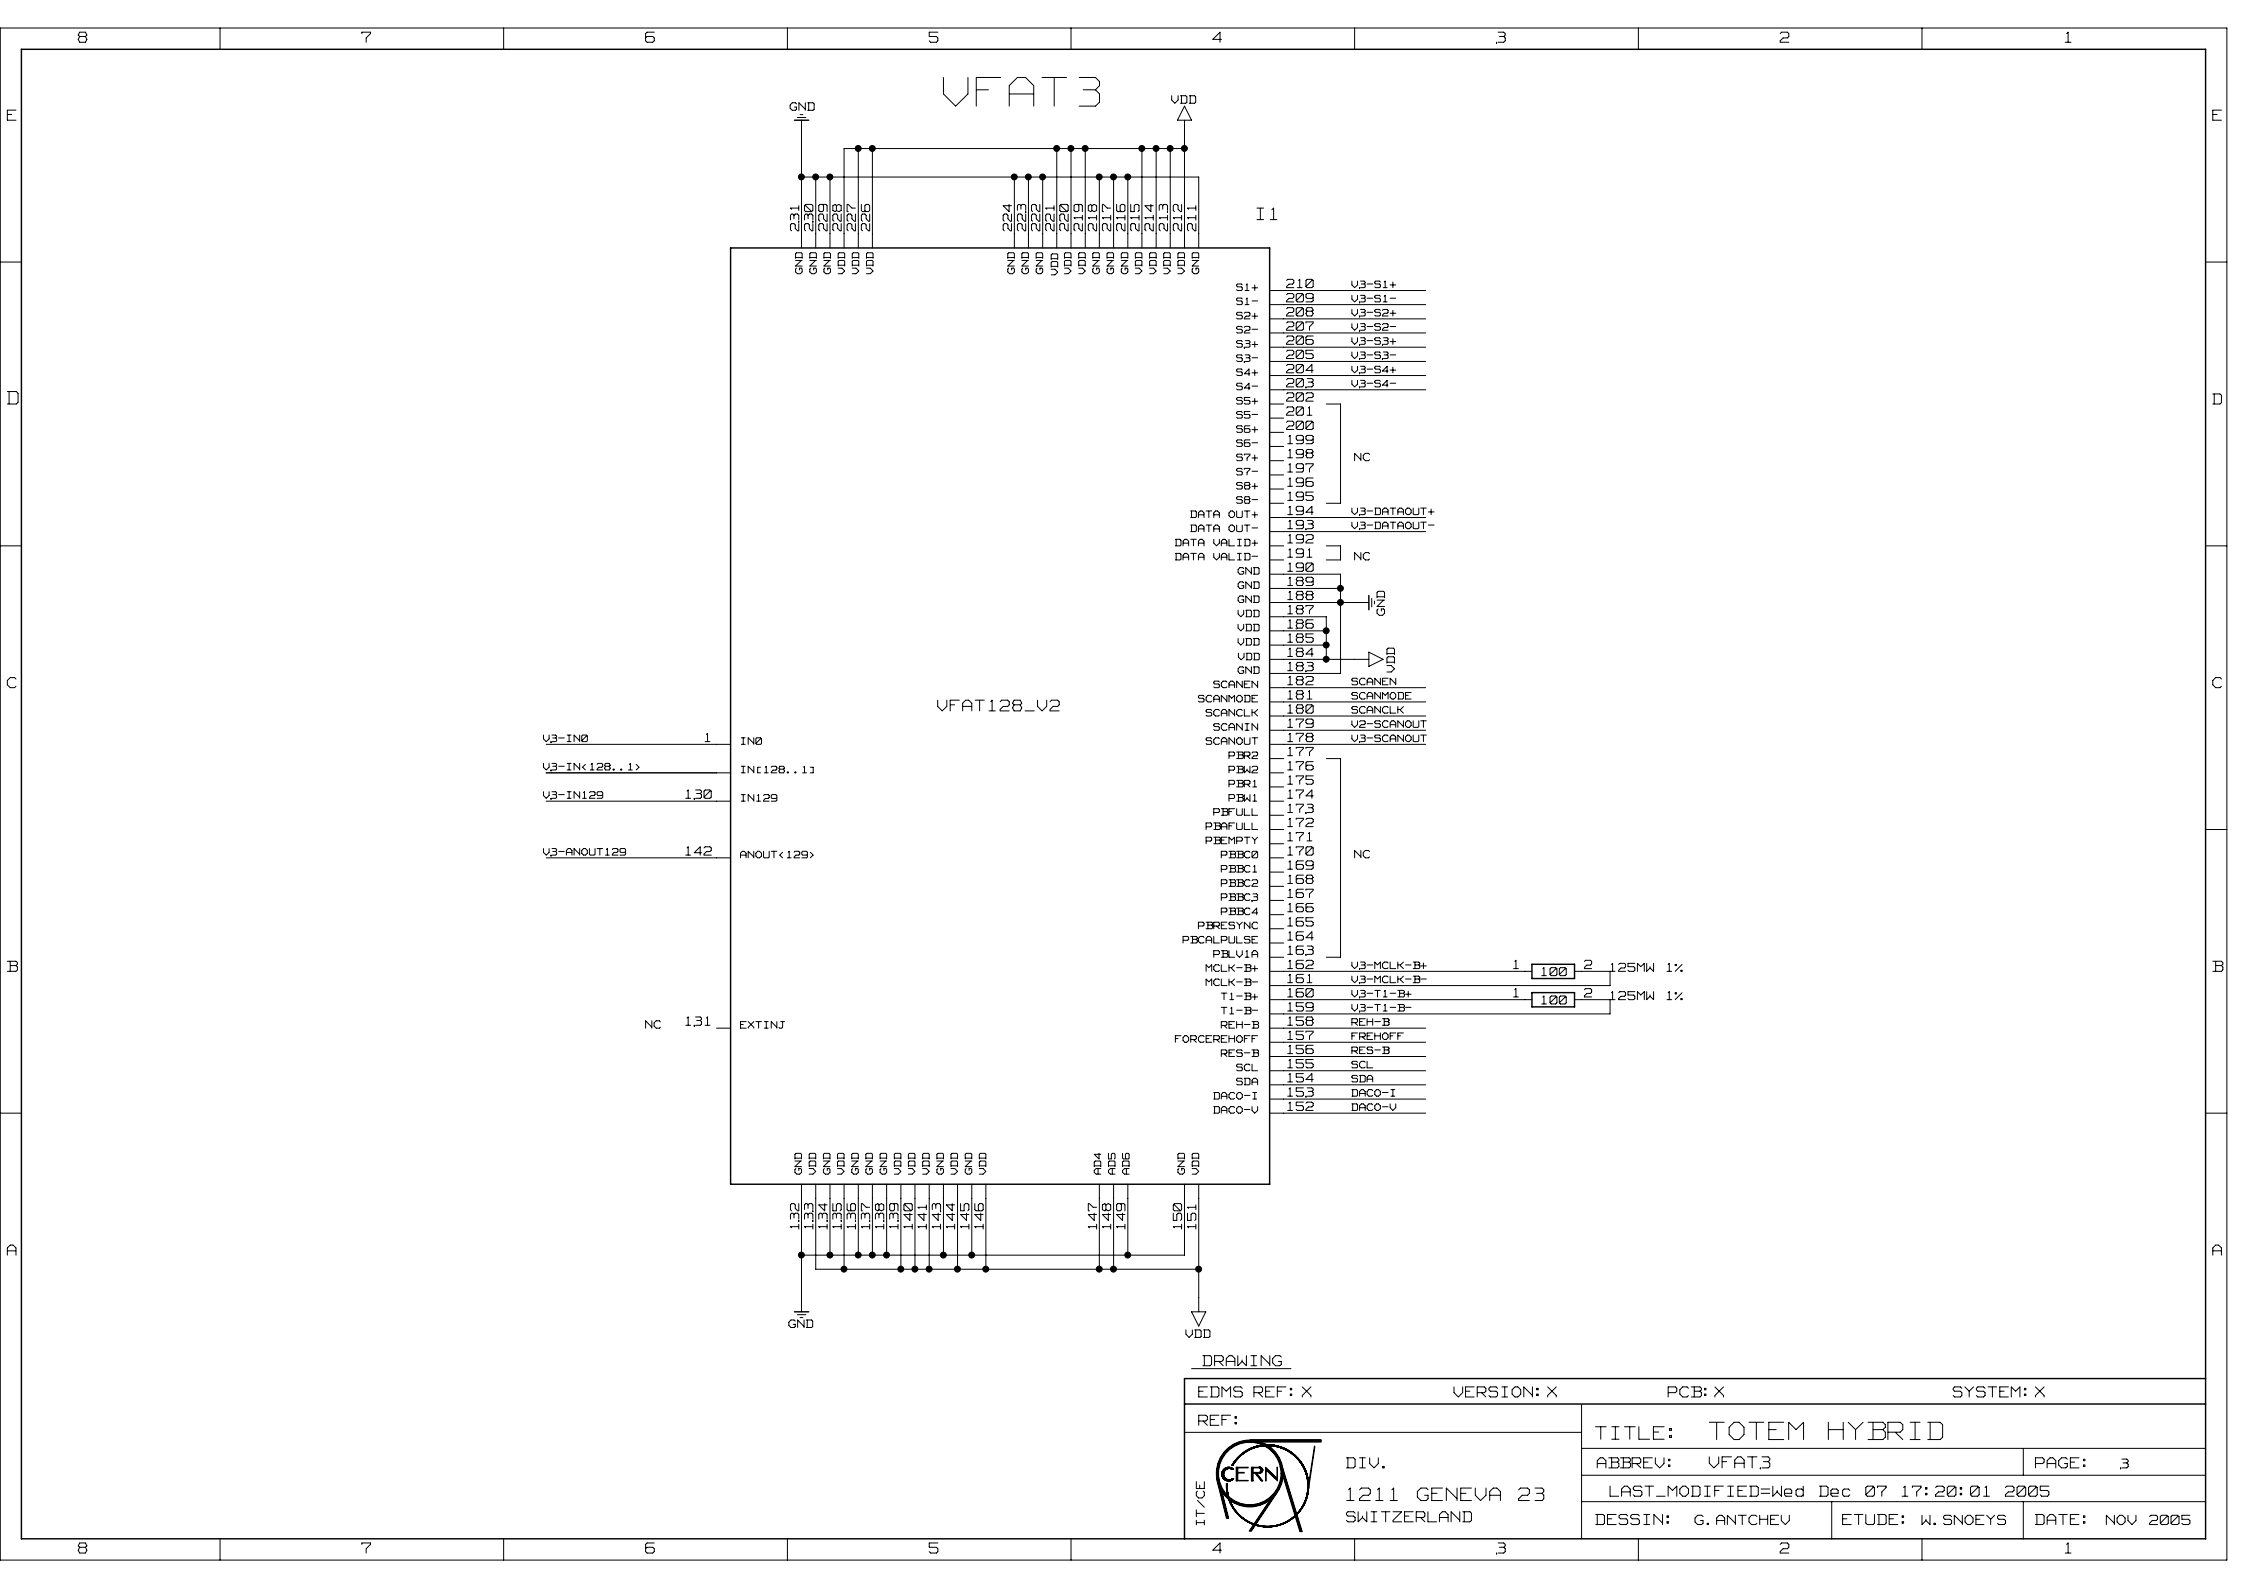 8 7 6 5 4 3 2 1
VFAT3
E E
GND VDD
231 230 229 228 227 226 224 223 222 221 220 219 218 217 216 215 214 213 212 211
I1
GND GND GND VDD VDD VDD GND GND GND VDD VDD VDD GND GND GND VDD VDD VDD VDD GND
S1+ 210 V3-S1+
S1- 209 V3-S1-
S2+ 208 V3-S2+
S2- 207 V3-S2-
S3+ 206 V3-S3+
S3- 205 V3-S3-
S4+ 204 V3-S4+
S4- 203 V3-S4-
D D
S5+ 202
S5- 201
S6+ 200
S6- 199
S7+ 198 NC
S7- 197
S8+ 196
S8- 195
DATA OUT+ 194 V3-DATAOUT+
DATA OUT- 193 V3-DATAOUT-
DATA VALID+ 192
DATA VALID- 191 NC
GND 190
GND 189
GND 188 GND
VDD 187
VDD 186
VDD 185
VDD 184 VDD
GND 183
C C
SCANEN 182 SCANEN
SCANMODE 181 SCANMODE
VFAT128_V2
SCANCLK 180 SCANCLK
SCANIN 179 V2-SCANOUT
SCANOUT 178 V3-SCANOUT
V3-IN0 1 IN0
V3-IN<128..1> IN[128..1]
V3-IN129 130 IN129
V3-ANOUT129 142 ANOUT<129>
PBR2 177
PBW2 176
PBR1 175
PBW1 174
PBFULL 173
PBAFULL 172
PBEMPTY 171
PBBC0 170 NC
PBBC1 169
PBBC2 168
PBBC3 167
PBBC4 166
PBRESYNC 165
PBCALPULSE 164
PBLV1A 163
B B
MCLK-B+ 162 V3-MCLK-B+ 1 100 2 125MW 1%
MCLK-B- 161 V3-MCLK-B-
T1-B+ 160 V3-T1-B+ 1 100 2 125MW 1%
T1-B- 159 V3-T1-B-
NC 131 EXTINJ
REH-B 158 REH-B
FORCEREHOFF 157 FREHOFF
RES-B 156 RES-B
SCL 155 SCL
SDA 154 SDA
DACO-I 153 DACO-I
DACO-V 152 DACO-V
GND VDD GND VDD GND GND GND VDD VDD VDD GND VDD GND VDD AD4 AD5 AD6 GND VDD
132 133 134 135 136 137 138 139 140 141 143 144 145 146 147 148 149 150 151
A A
GND VDD
DRAWING
EDMS REF: X VERSION: X PCB: X SYSTEM: X
REF:
TITLE: TOTEM HYBRID
IT/CE
CERN
DIV.
1211 GENEVA 23
SWITZERLAND
ABBREV: VFAT3 PAGE: 3
LAST_MODIFIED=Wed Dec 07 17:20:01 2005
DESSIN: G.ANTCHEV ETUDE: W.SNOEYS DATE: NOV 2005
8 7 6 5 4 3 2 1